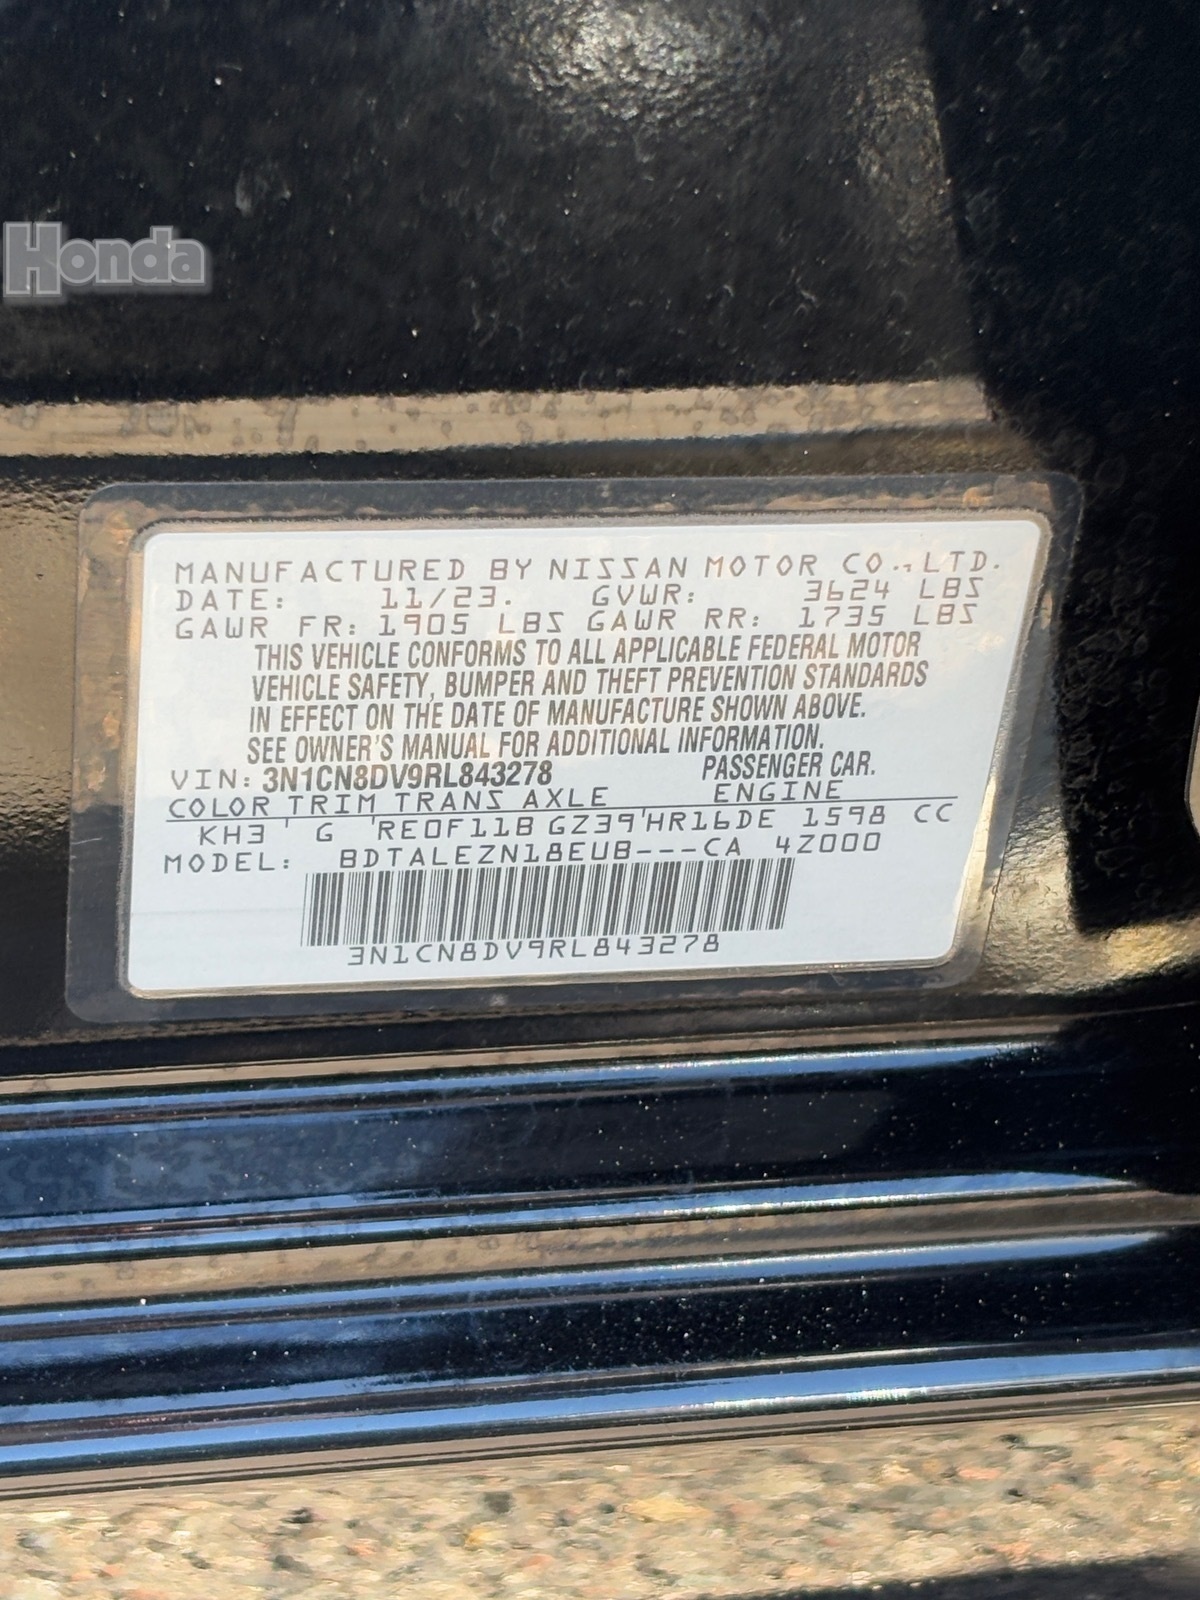 Honda
MANUFACTURED BY NISSAN MOTOR CO.,LTD.
DATE: 11/23. GVWR: 3624 LBS
GAWR FR: 1905 LBS GAWR RR: 1735 LBS
THIS VEHICLE CONFORMS TO ALL APPLICABLE FEDERAL MOTOR
VEHICLE SAFETY, BUMPER AND THEFT PREVENTION STANDARDS
IN EFFECT ON THE DATE OF MANUFACTURE SHOWN ABOVE.
SEE OWNER'S MANUAL FOR ADDITIONAL INFORMATION.
VIN: 3N1CN8DV9RL843278 PASSENGER CAR.
COLOR TRIM TRANS AXLE ENGINE
KH3 ' G 'RE0F11B GZ39'HR16DE 1598 CC
MODEL: BDTALEZN18EUB---CA 4Z000
3N1CN8DV9RL843278